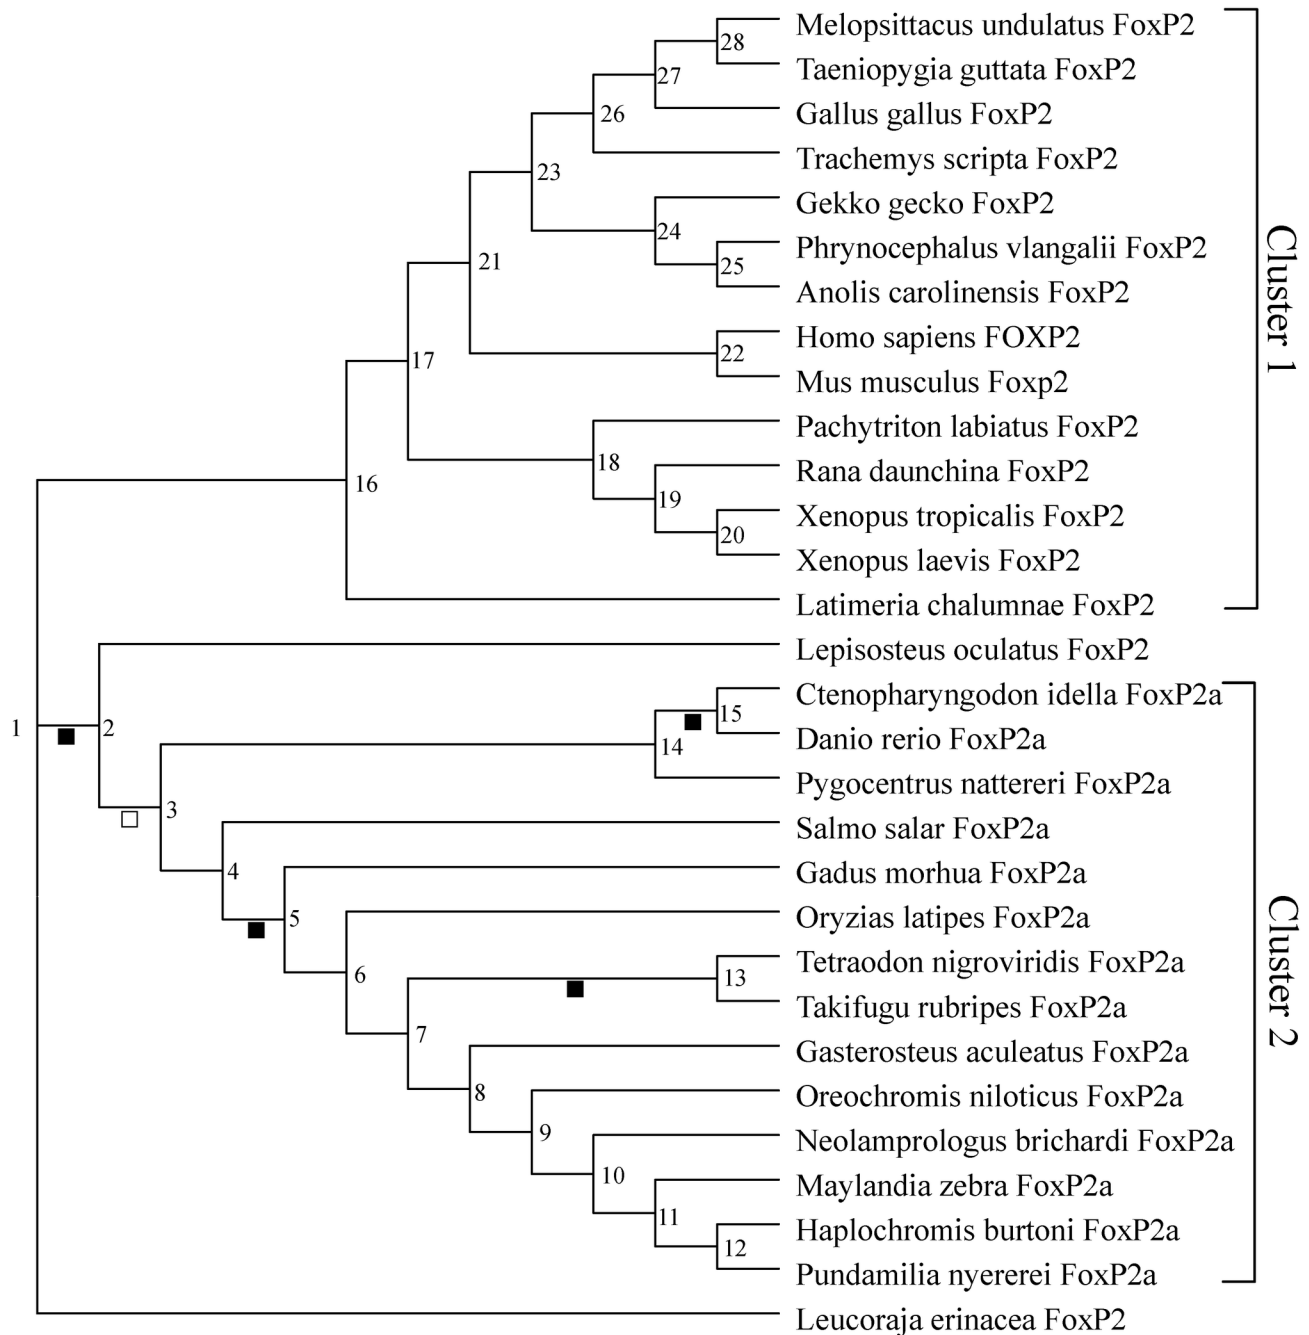 Melopsittacus undulatus FoxP2
28
Taeniopygia guttata FoxP2
27
Gallus gallus FoxP2
26
Trachemys scripta FoxP2
23
Gekko gecko FoxP2
24
Phrynocephalus vlangalii FoxP2
21
25
Anolis carolinensis FoxP2
Cluster 1
Homo sapiens FOXP2
22
17
Mus musculus Foxp2
Pachytriton labiatus FoxP2
18
Rana daunchina FoxP2
16
19
Xenopus tropicalis FoxP2
20
Xenopus laevis FoxP2
Latimeria chalumnae FoxP2
Lepisosteus oculatus FoxP2
Ctenopharyngodon idella FoxP2a
15
1
2
Danio rerio FoxP2a
14
Pygocentrus nattereri FoxP2a
3
Salmo salar FoxP2a
4
Gadus morhua FoxP2a
5
Oryzias latipes FoxP2a
Tetraodon nigroviridis FoxP2a
6
13
Cluster 2
Takifugu rubripes FoxP2a
7
Gasterosteus aculeatus FoxP2a
8
Oreochromis niloticus FoxP2a
9
Neolamprologus brichardi FoxP2a
10
Maylandia zebra FoxP2a
11
Haplochromis burtoni FoxP2a
12
Pundamilia nyererei FoxP2a
Leucoraja erinacea FoxP2